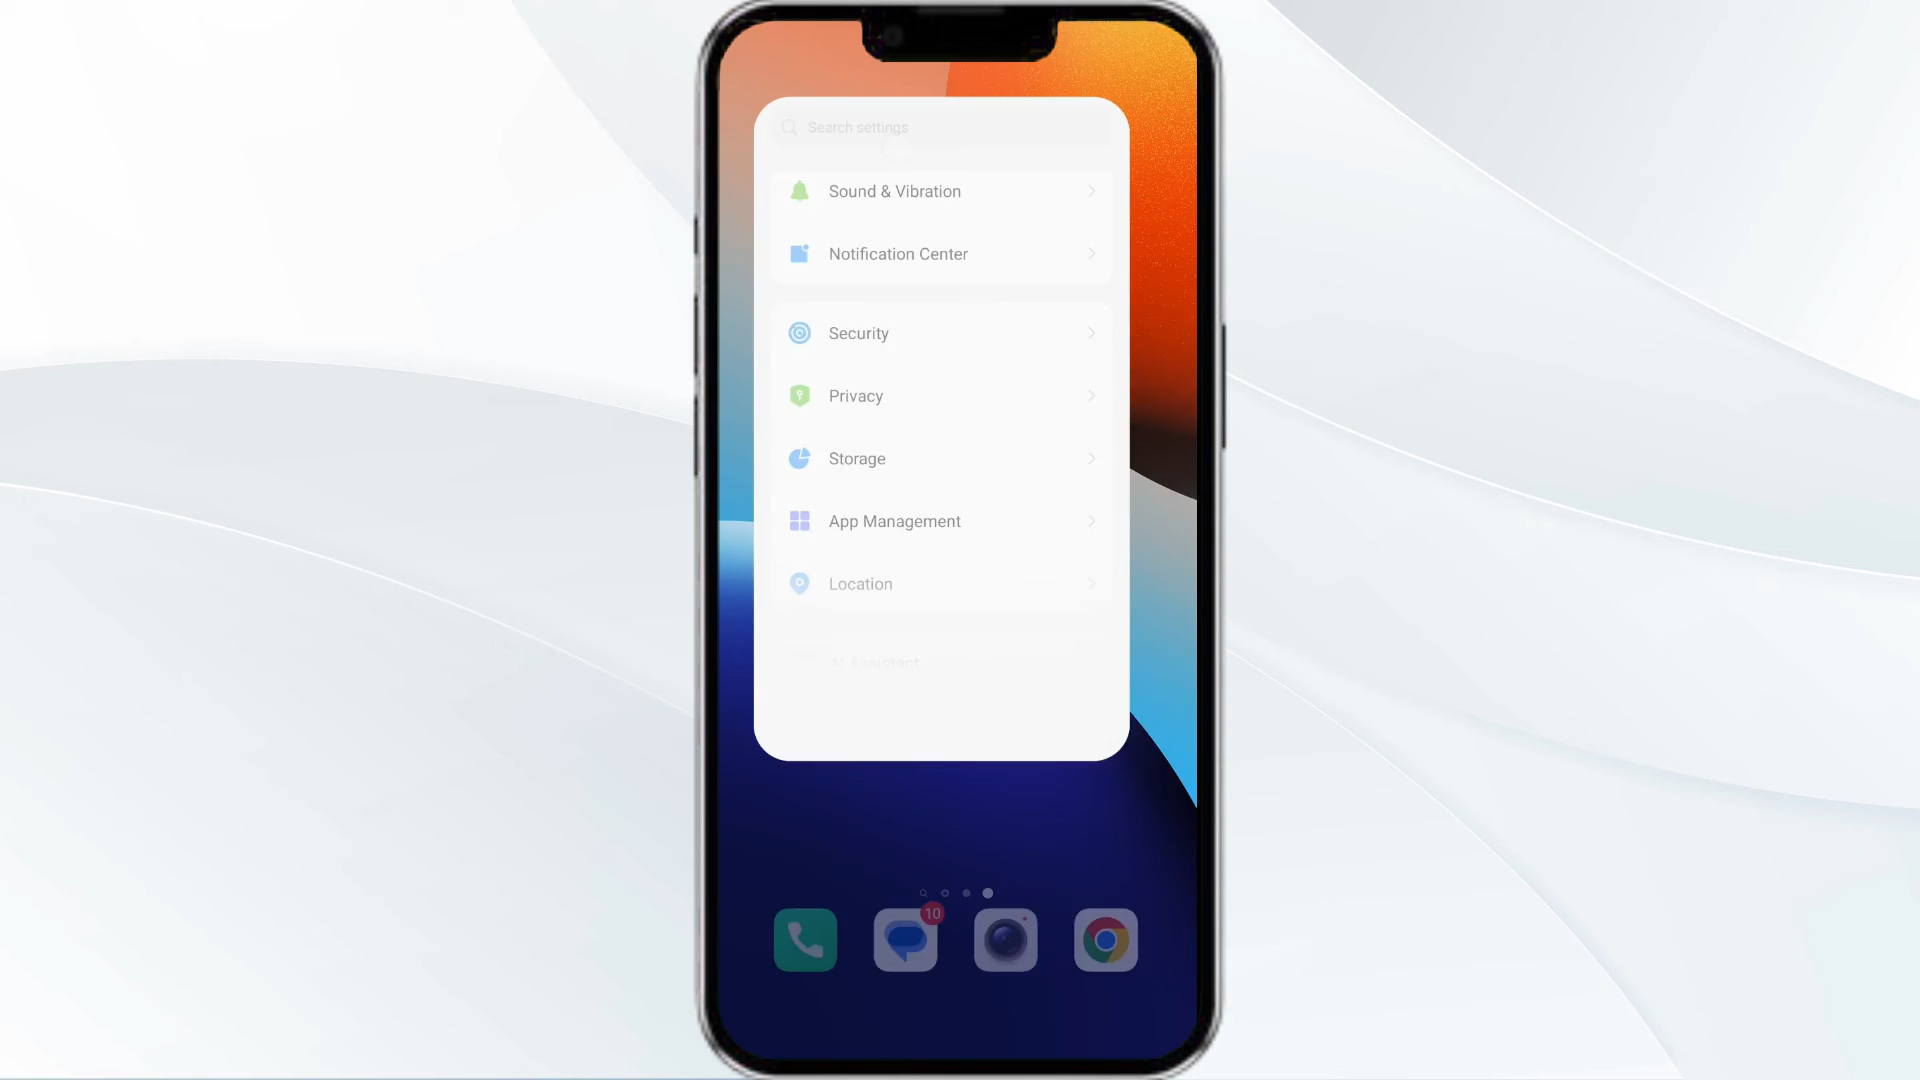 Search settings
Sound & Vibration
Notification Center
Security
Privacy
Storage
App Management
Location
AI Assistant
10